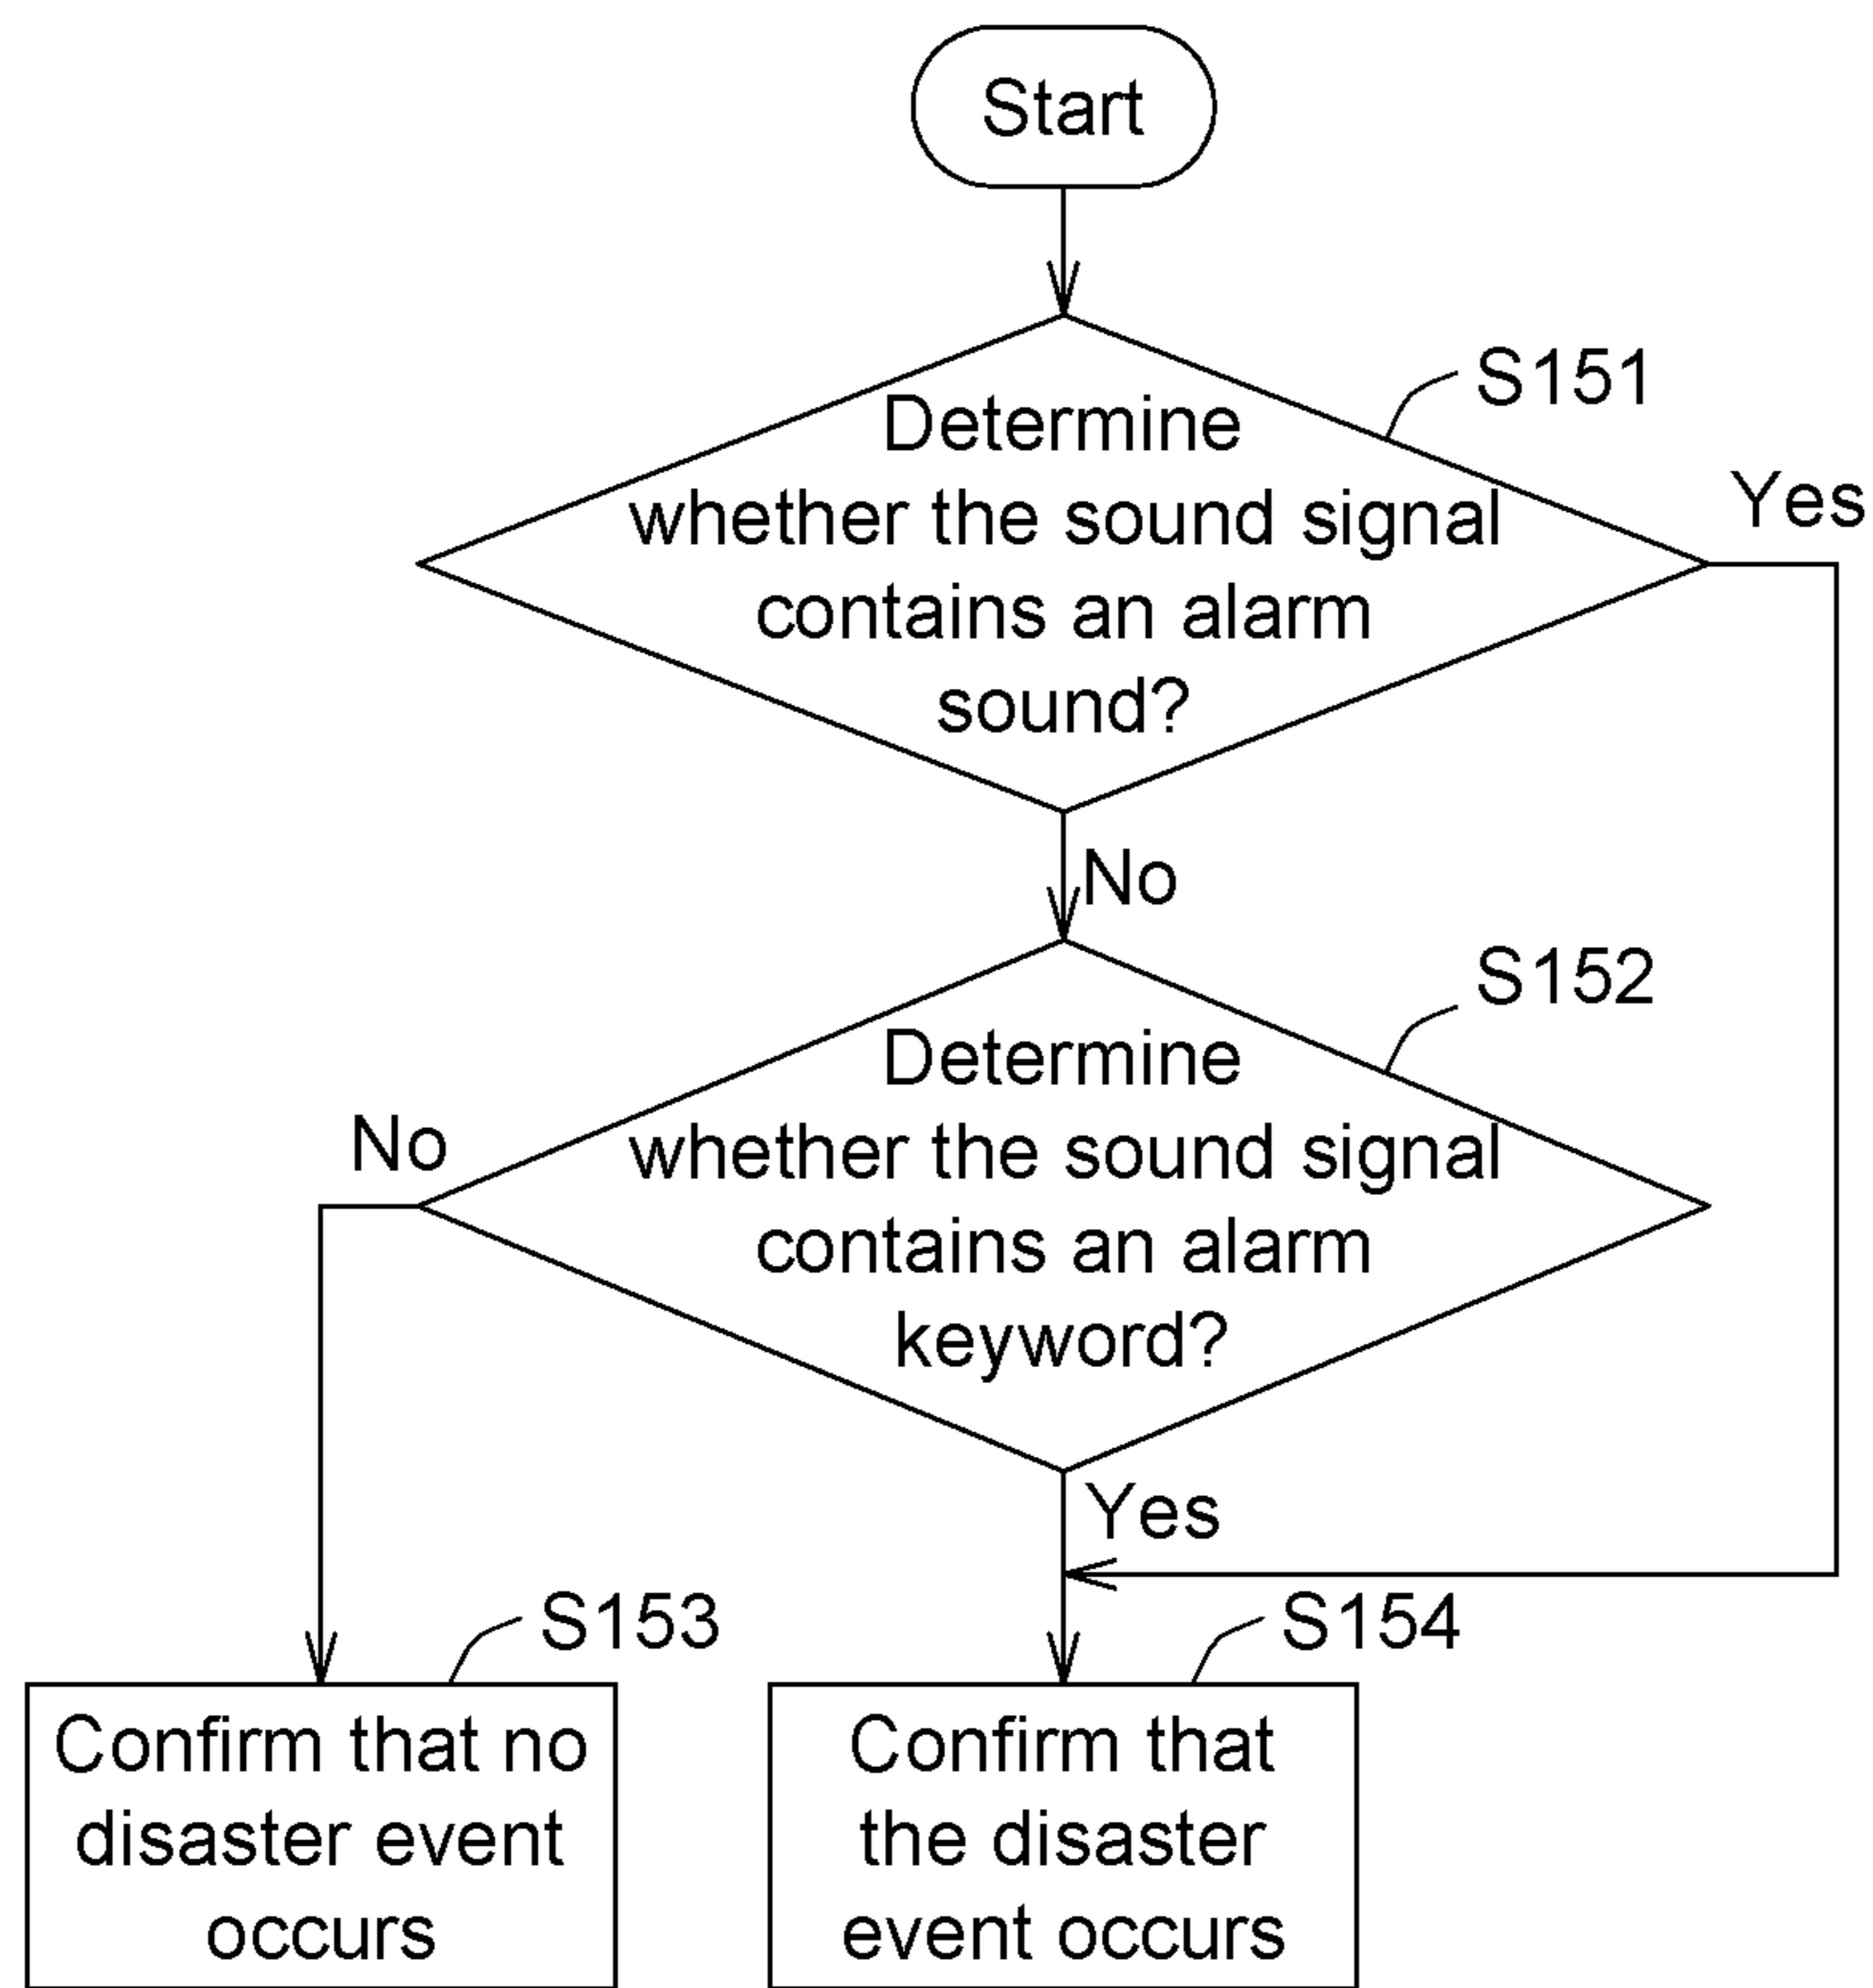 Start
S151
Determine
whether the sound signal
contains an alarm
sound?
Yes
No
S152
Determine
whether the sound signal
contains an alarm
keyword?
No
Yes
S153
Confirm that no
disaster event
occurs
S154
Confirm that
the disaster
event occurs